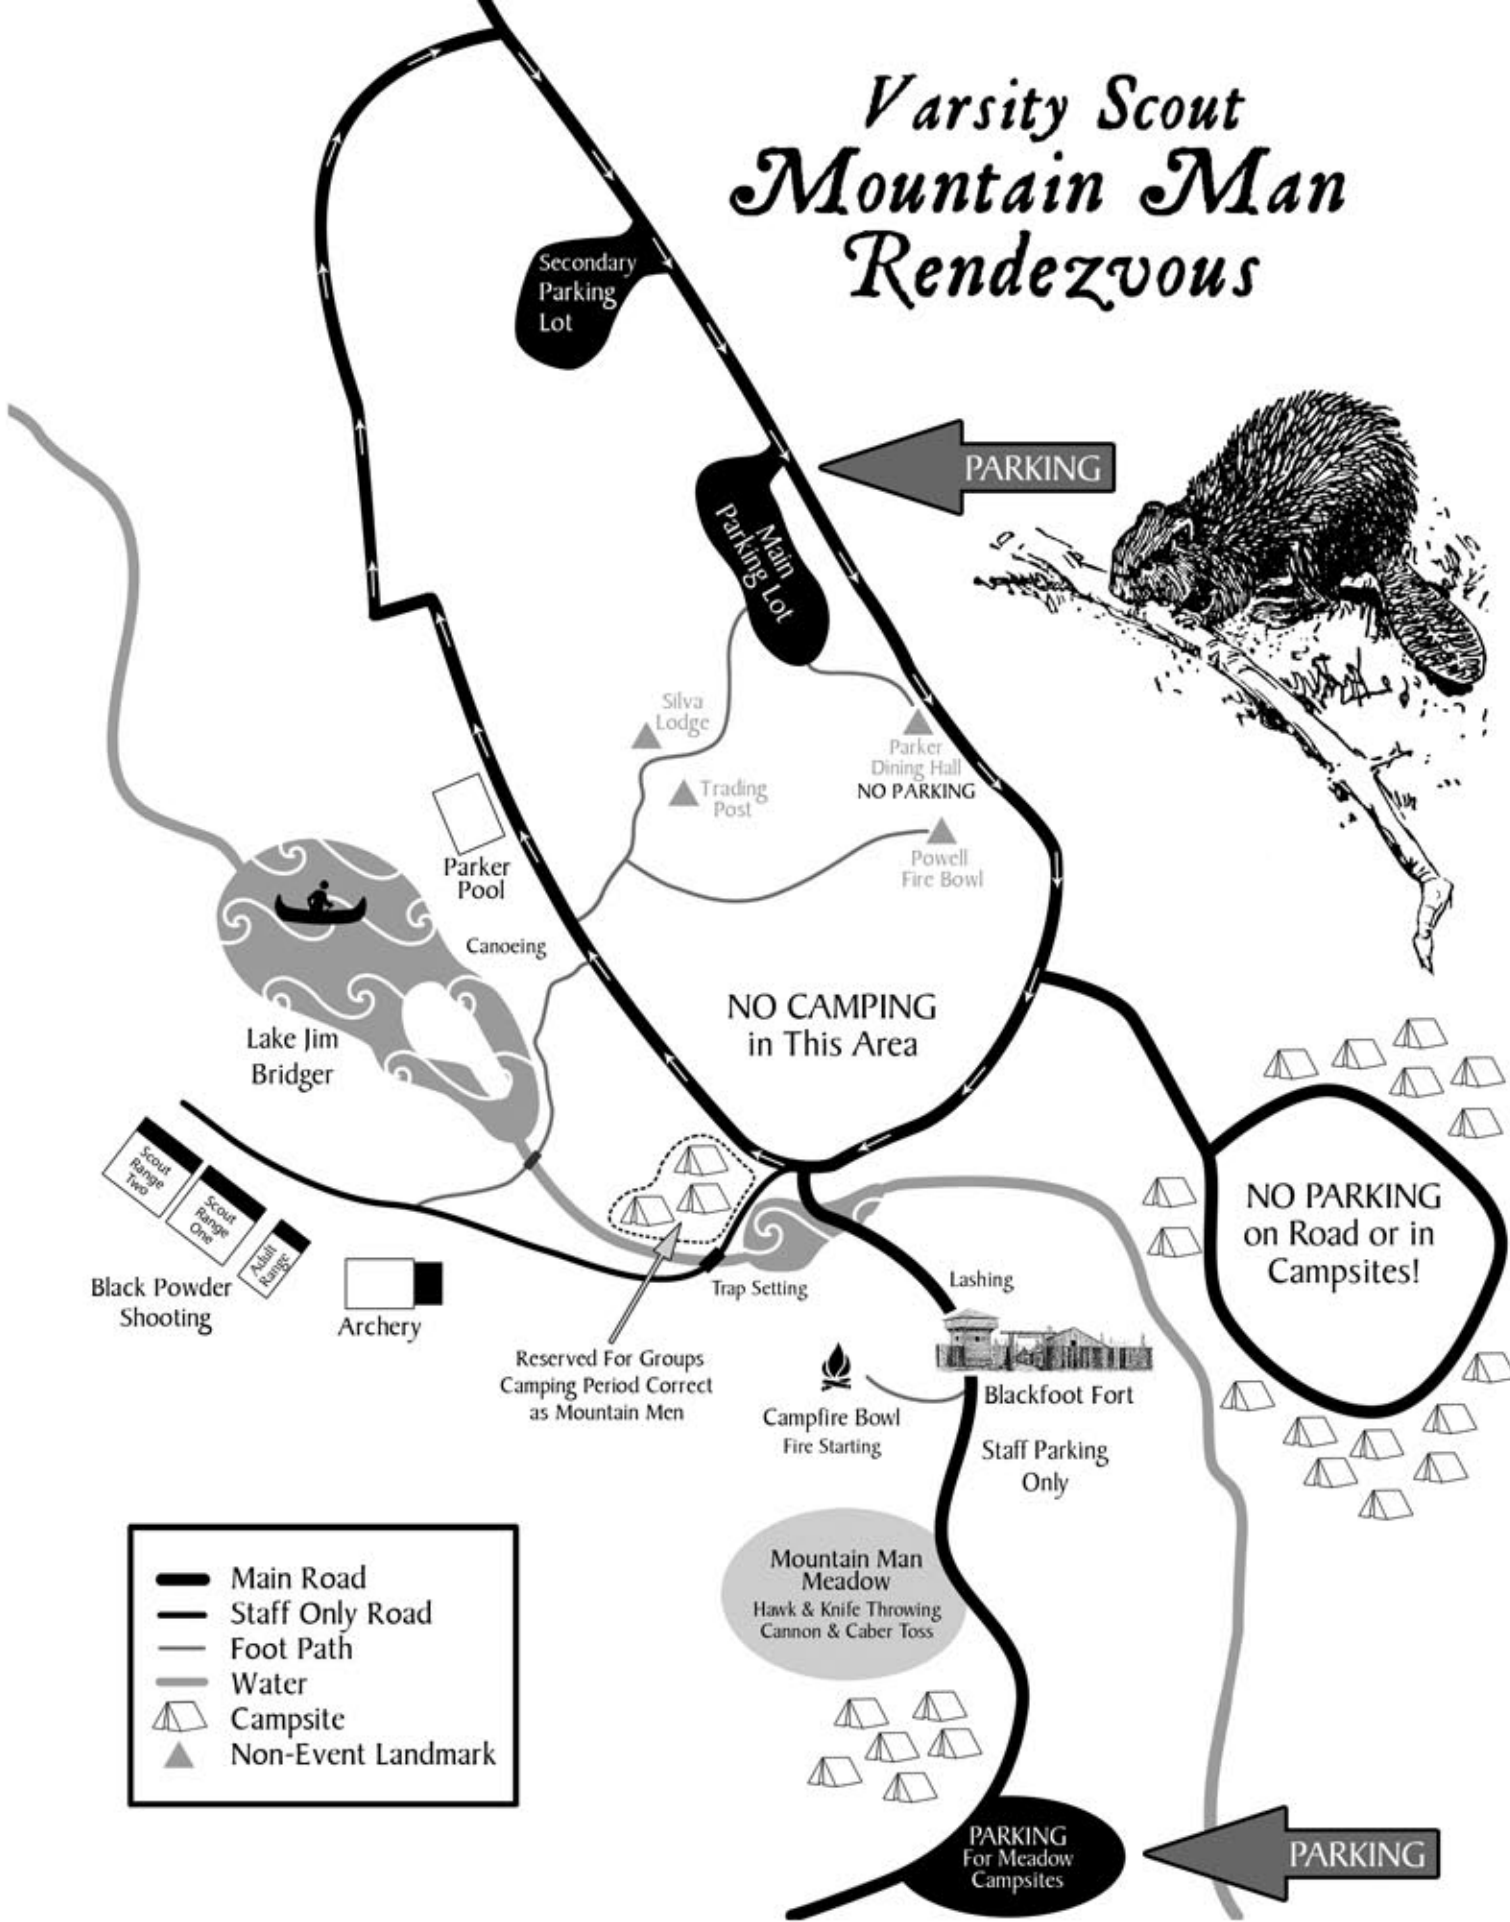 Varsity Scout
Mountain Man
Rendezvous
Secondary
Parking
Lot
PARKING
Main
Parking Lot
Silva
Lodge
Parker
Dining Hall
NO PARKING
Trading
Post
Parker
Pool
Powell
Fire Bowl
Canoeing
NO CAMPING
in This Area
Lake Jim
Bridger
Scout
Range
Two
Scout
Range
One
Adult
Range
Black Powder
Shooting
Archery
Trap Setting
Lashing
NO PARKING
on Road or in
Campsites!
Reserved For Groups
Camping Period Correct
as Mountain Men
Campfire Bowl
Fire Starting
Blackfoot Fort
Staff Parking
Only
Mountain Man
Meadow
Hawk & Knife Throwing
Cannon & Caber Toss
Main Road
Staff Only Road
Foot Path
Water
Campsite
Non-Event Landmark
PARKING
For Meadow
Campsites
PARKING